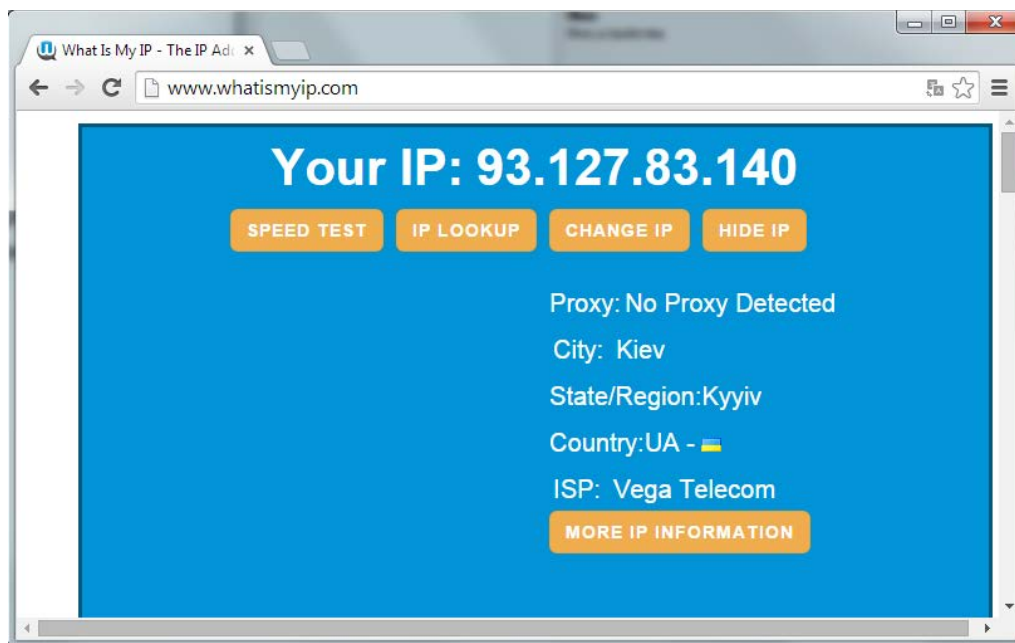 What Is My IP - The IP Ad
www.whatismyip.com
Your IP: 93.127.83.140
SPEED TEST IP LOOKUP CHANGE IP HIDE IP
Proxy: No Proxy Detected
City: Kiev
State/Region:Kyyiv
Country:UA -
ISP: Vega Telecom
MORE IP INFORMATION